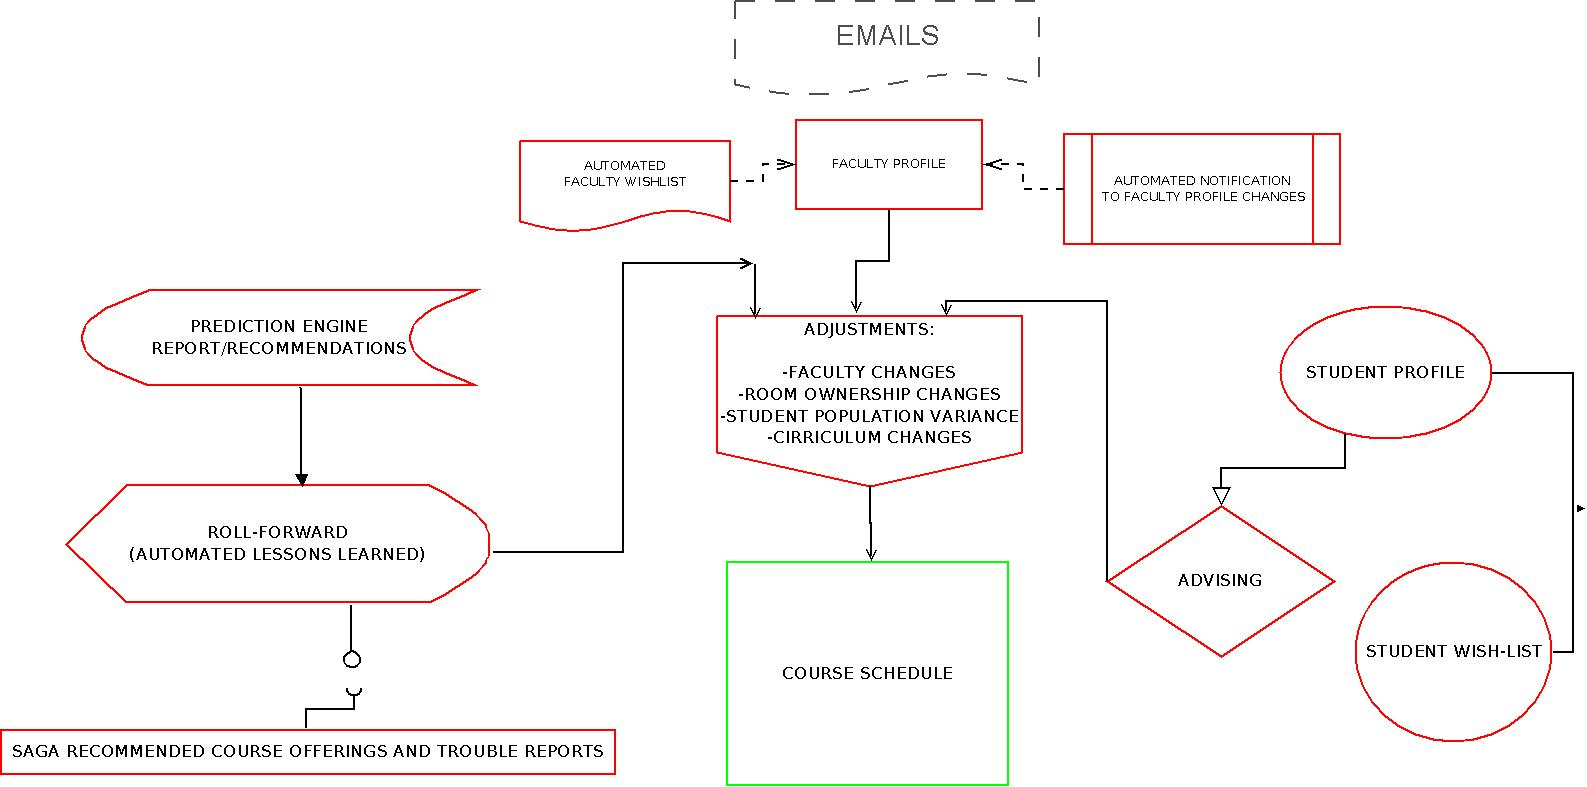 EMAILS
AUTOMATED
FACULTY WISHLIST
FACULTY PROFILE
AUTOMATED NOTIFICATION
TO FACULTY PROFILE CHANGES
PREDICTION ENGINE
REPORT/RECOMMENDATIONS
ADJUSTMENTS:
-FACULTY CHANGES
-ROOM OWNERSHIP CHANGES
-STUDENT POPULATION VARIANCE
-CIRRICULUM CHANGES
STUDENT PROFILE
ROLL-FORWARD
(AUTOMATED LESSONS LEARNED)
ADVISING
STUDENT WISH-LIST
COURSE SCHEDULE
SAGA RECOMMENDED COURSE OFFERINGS AND TROUBLE REPORTS